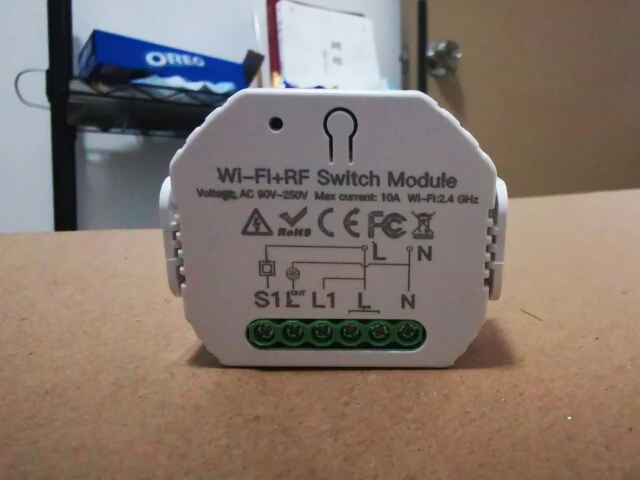 OREO
Wi-Fi+RF Switch Module
Voltage: AC 90V-250V Max current: 10A Wi-Fi:2.4 GHz
RoHS CE FC
L N
S1 L OUT L1 L N